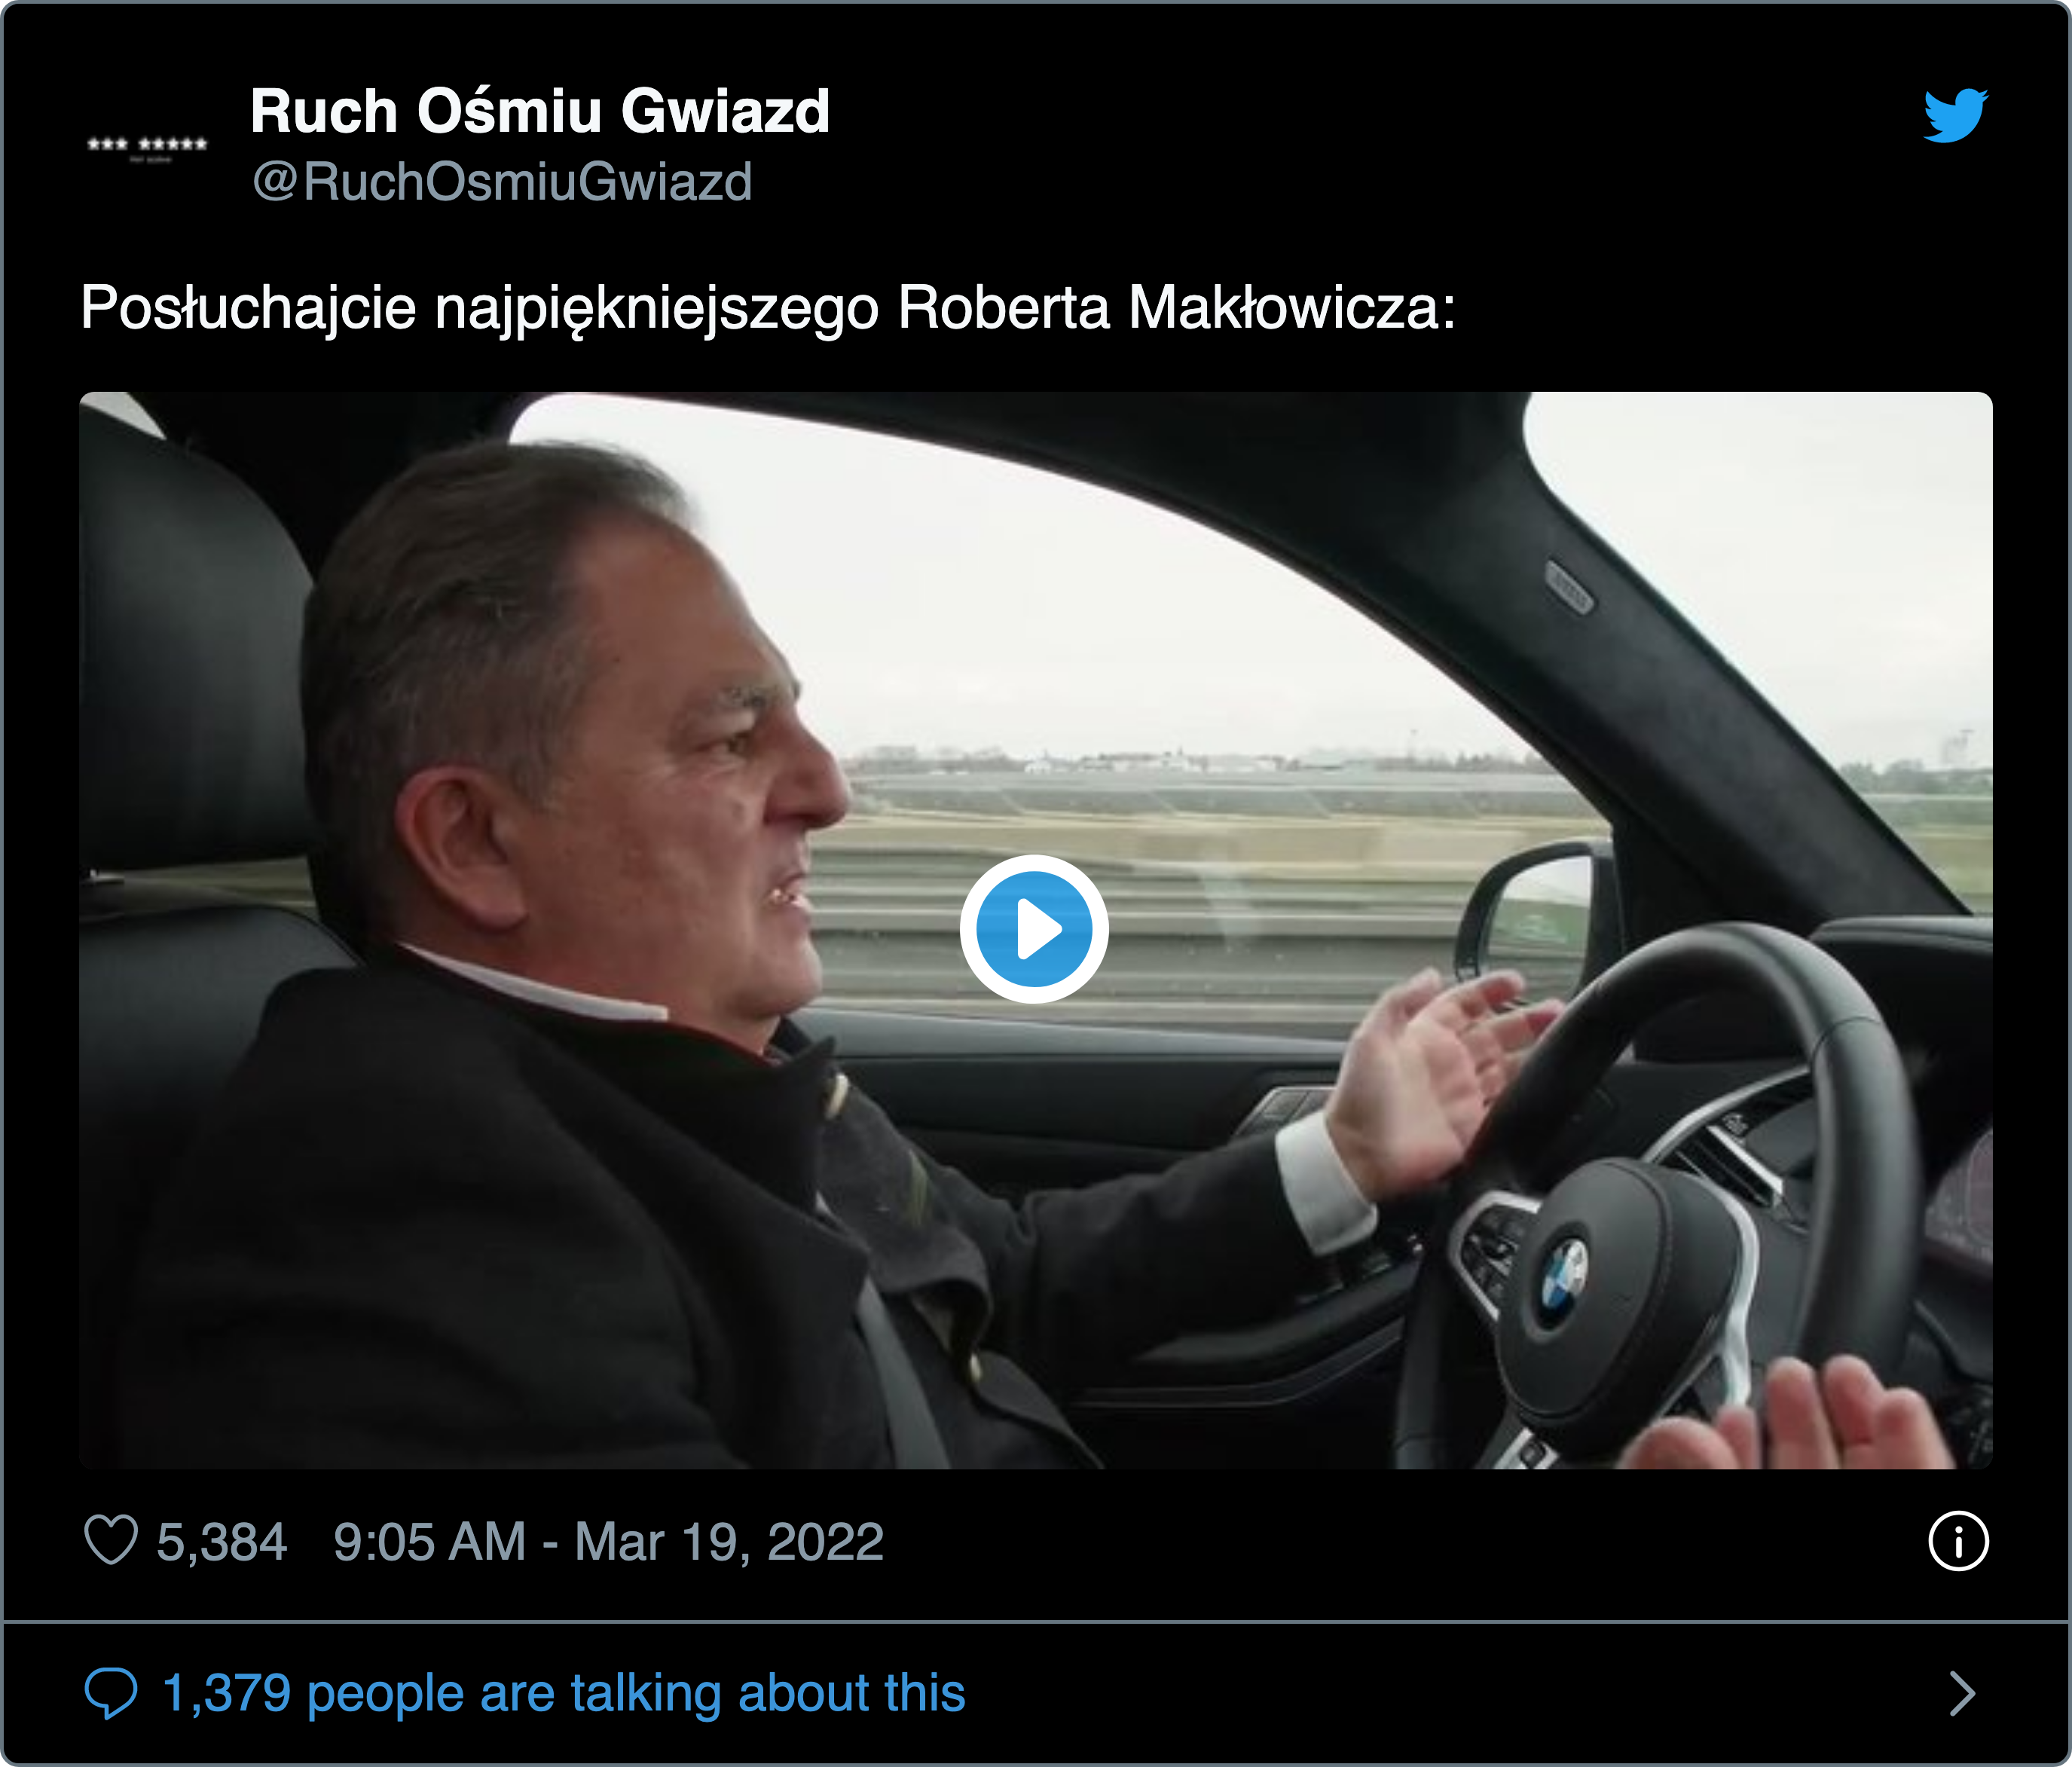 Ruch Ośmiu Gwiazd
*** *****
@RuchOsmiuGwiazd
Posłuchajcie najpiękniejszego Roberta Makłowicza:
5,384 9:05 AM - Mar 19, 2022
1,379 people are talking about this